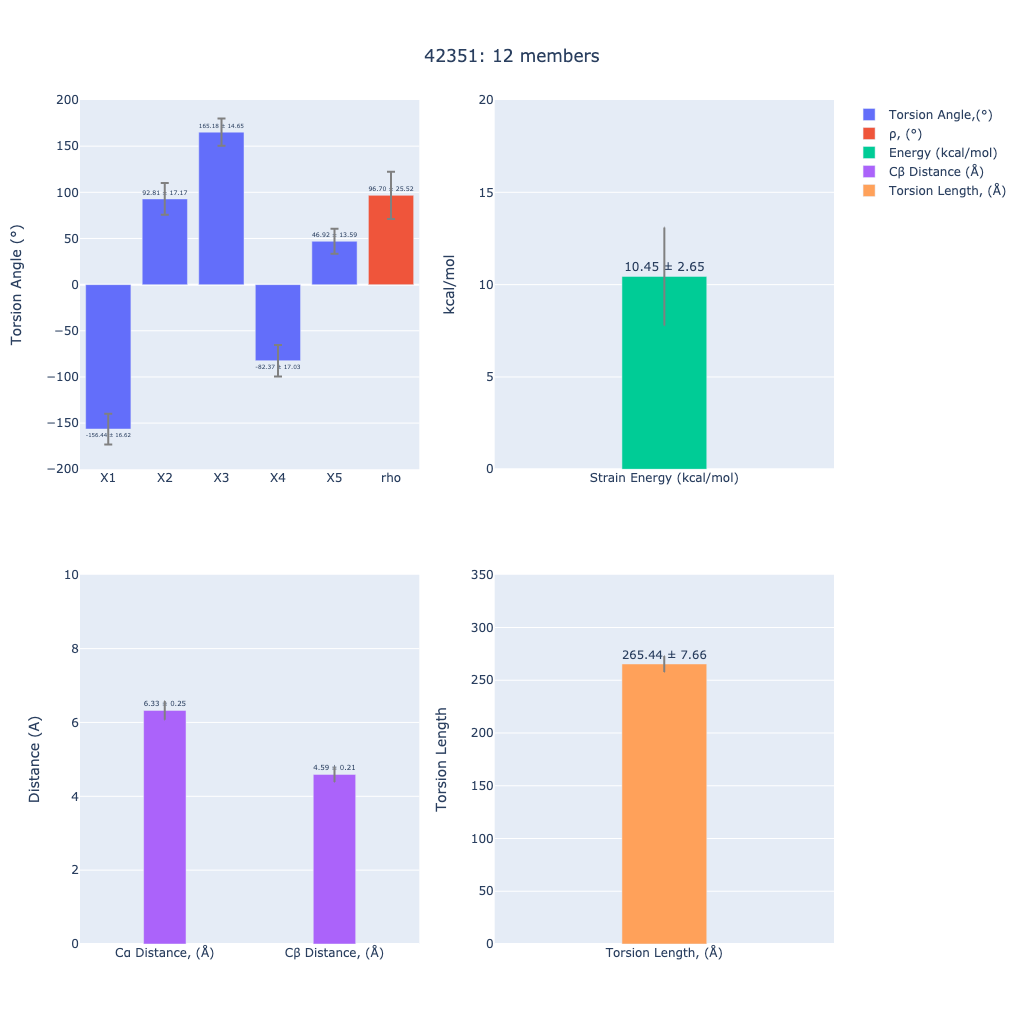 42351: 12 members
200
150
100
50
0
−50
−100
−150
−200
Torsion Angle (°)
-156.44 ± 16.62
92.81 ± 17.17
165.18 ± 14.65
-82.37 ± 17.03
46.92 ± 13.59
96.70 ± 25.52
X1
X2
X3
X4
X5
rho
20
15
10
5
0
kcal/mol
10.45 ± 2.65
Strain Energy (kcal/mol)
Torsion Angle,(°)
ρ, (°)
Energy (kcal/mol)
Cβ Distance (Å)
Torsion Length, (Å)
10
8
6
4
2
0
Distance (A)
6.33 ± 0.25
4.59 ± 0.21
Cα Distance, (Å)
Cβ Distance, (Å)
350
300
250
200
150
100
50
0
Torsion Length
265.44 ± 7.66
Torsion Length, (Å)